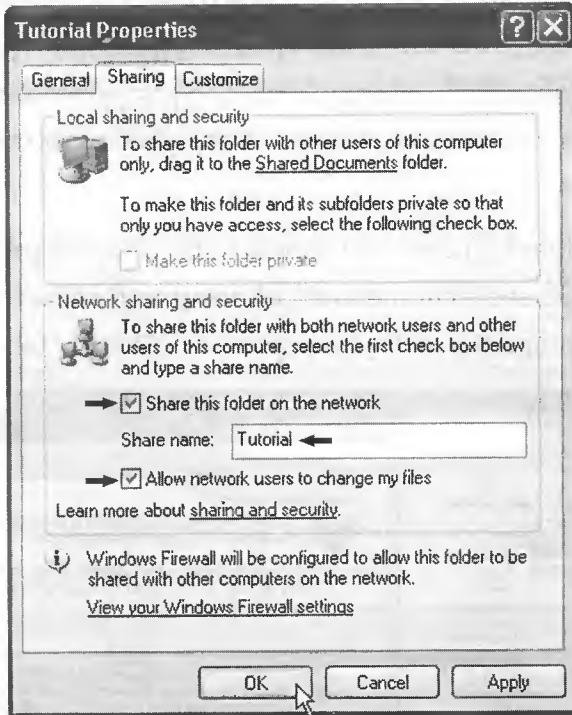 Tutorial Properties
General Sharing Customize
Local sharing and security
To share this folder with other users of this computer
only, drag it to the Shared Documents folder.
To make this folder and its subfolders private so that
only you have access, select the following check box.
Make this folder private
Network sharing and security
To share this folder with both network users and other
users of this computer, select the first check box below
and type a share name.
Share this folder on the network
Share name: Tutorial
Allow network users to change my files
Learn more about sharing and security.
Windows Firewall will be configured to allow this folder to be
shared with other computers on the network.
View your Windows Firewall settings
OK Cancel Apply